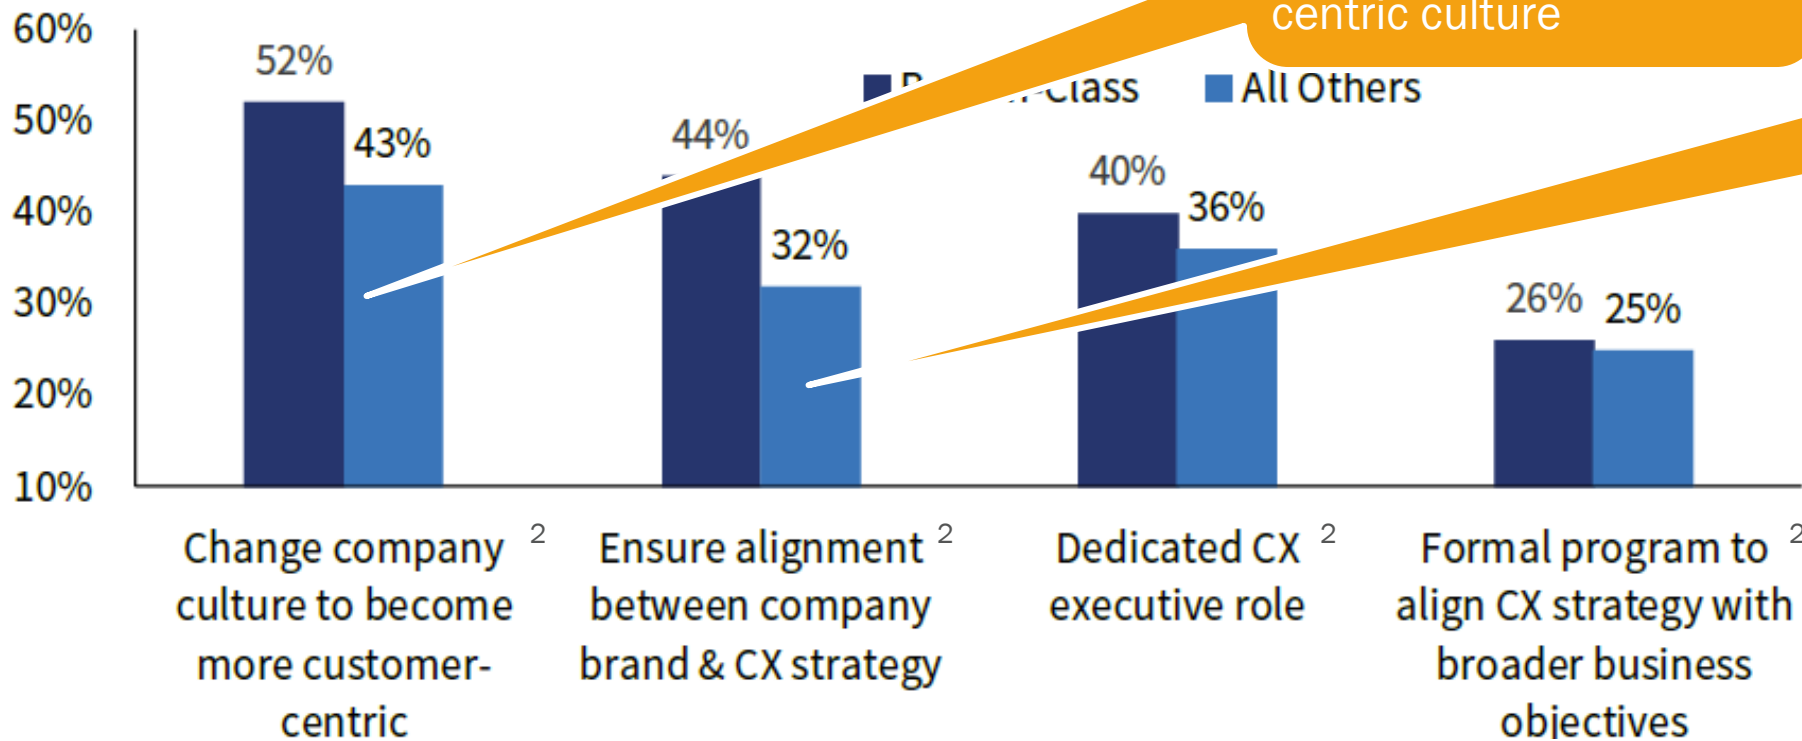 centric culture
60%
50%
40%
30%
20%
10%
52%
43%
44%
32%
40%
36%
26%
25%
All Others
Change company 2
culture to become
more customer-
centric
Ensure alignment 2
between company
brand & CX strategy
Dedicated CX 2
executive role
Formal program to 2
align CX strategy with
broader business
objectives